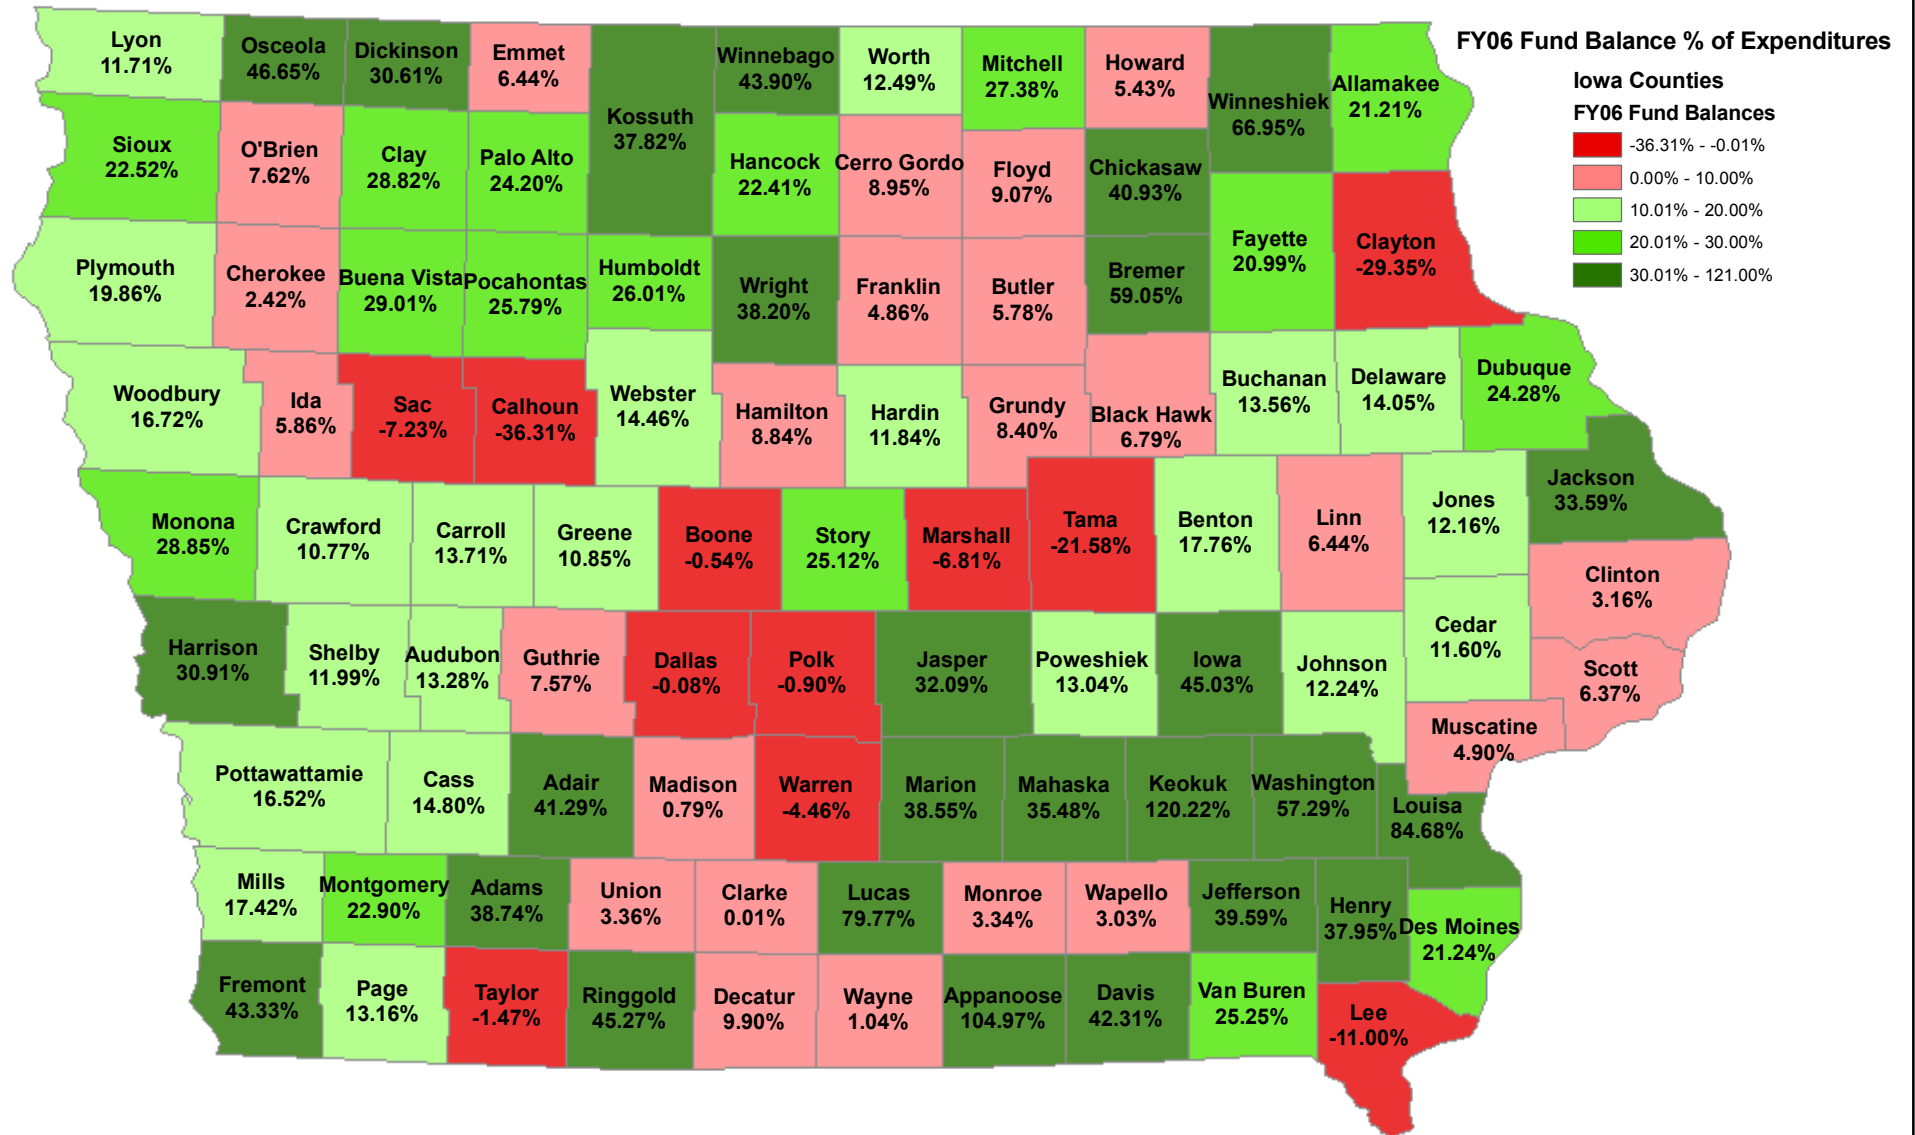 FY06 Fund Balance % of Expenditures
Iowa Counties
FY06 Fund Balances
-36.31% - -0.01%
0.00% - 10.00%
10.01% - 20.00%
20.01% - 30.00%
30.01% - 121.00%
Lyon
11.71%
Osceola
46.65%
Dickinson
30.61%
Emmet
6.44%
Kossuth
37.82%
Winnebago
43.90%
Worth
12.49%
Mitchell
27.38%
Howard
5.43%
Winneshiek
66.95%
Allamakee
21.21%
Sioux
22.52%
O'Brien
7.62%
Clay
28.82%
Palo Alto
24.20%
Hancock
22.41%
Cerro Gordo
8.95%
Floyd
9.07%
Chickasaw
40.93%
Fayette
20.99%
Clayton
-29.35%
Plymouth
19.86%
Cherokee
2.42%
Buena Vista
29.01%
Pocahontas
25.79%
Humboldt
26.01%
Wright
38.20%
Franklin
4.86%
Butler
5.78%
Bremer
59.05%
Woodbury
16.72%
Ida
5.86%
Sac
-7.23%
Calhoun
-36.31%
Webster
14.46%
Hamilton
8.84%
Hardin
11.84%
Grundy
8.40%
Black Hawk
6.79%
Buchanan
13.56%
Delaware
14.05%
Dubuque
24.28%
Jackson
33.59%
Monona
28.85%
Crawford
10.77%
Carroll
13.71%
Greene
10.85%
Boone
-0.54%
Story
25.12%
Marshall
-6.81%
Tama
-21.58%
Benton
17.76%
Linn
6.44%
Jones
12.16%
Clinton
3.16%
Harrison
30.91%
Shelby
11.99%
Audubon
13.28%
Guthrie
7.57%
Dallas
-0.08%
Polk
-0.90%
Jasper
32.09%
Poweshiek
13.04%
Iowa
45.03%
Johnson
12.24%
Cedar
11.60%
Scott
6.37%
Muscatine
4.90%
Pottawattamie
16.52%
Cass
14.80%
Adair
41.29%
Madison
0.79%
Warren
-4.46%
Marion
38.55%
Mahaska
35.48%
Keokuk
120.22%
Washington
57.29%
Louisa
84.68%
Mills
17.42%
Montgomery
22.90%
Adams
38.74%
Union
3.36%
Clarke
0.01%
Lucas
79.77%
Monroe
3.34%
Wapello
3.03%
Jefferson
39.59%
Henry
37.95%
Des Moines
21.24%
Fremont
43.33%
Page
13.16%
Taylor
-1.47%
Ringgold
45.27%
Decatur
9.90%
Wayne
1.04%
Appanoose
104.97%
Davis
42.31%
Van Buren
25.25%
Lee
-11.00%